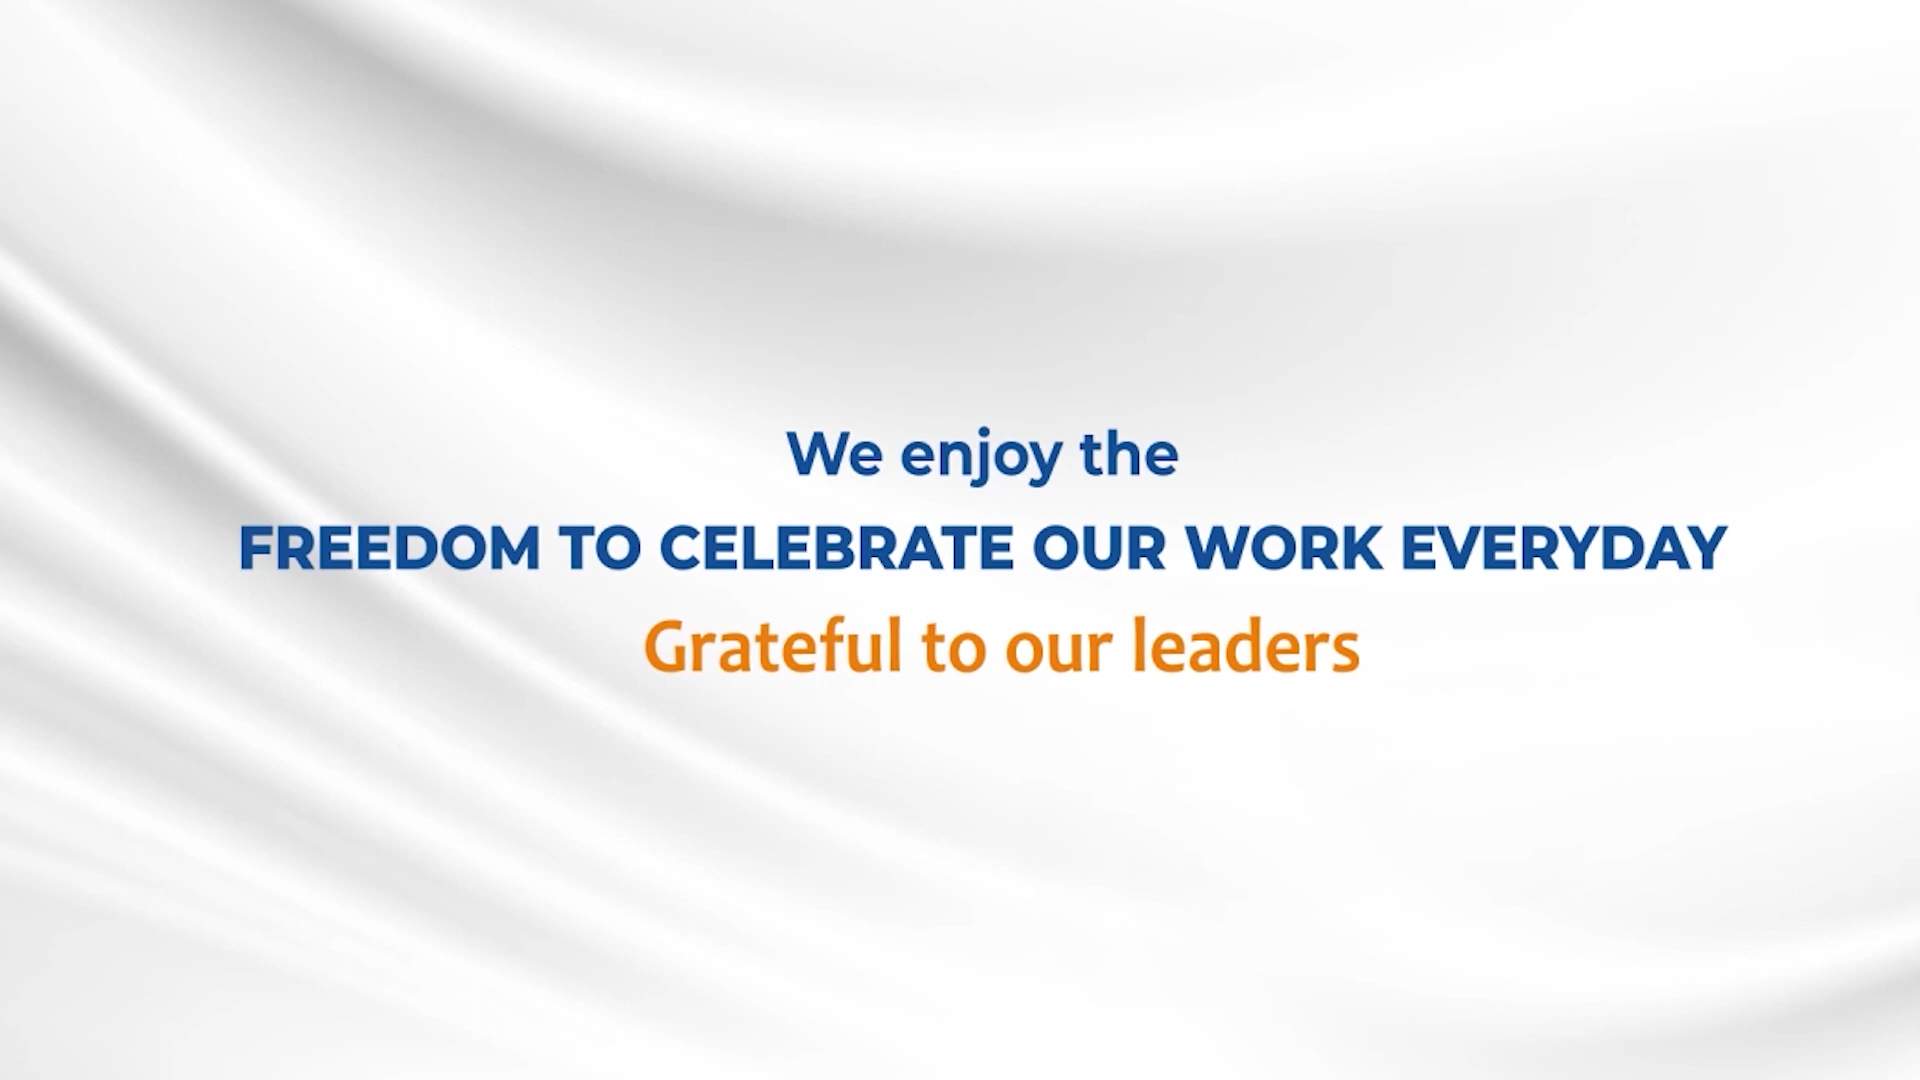 We enjoy the
FREEDOM TO CELEBRATE OUR WORK EVERYDAY
Grateful to our leaders